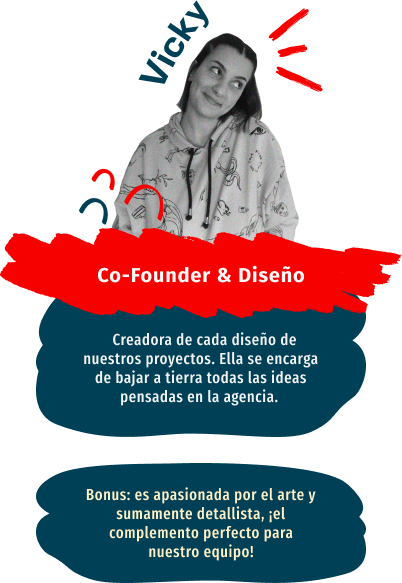 Vicky
Co-Founder & Diseño
Creadora de cada diseño de
nuestros proyectos. Ella se encarga
de bajar a tierra todas las ideas
pensadas en la agencia.
Bonus: es apasionada por el arte y
sumamente detallista, ¡el
complemento perfecto para
nuestro equipo!